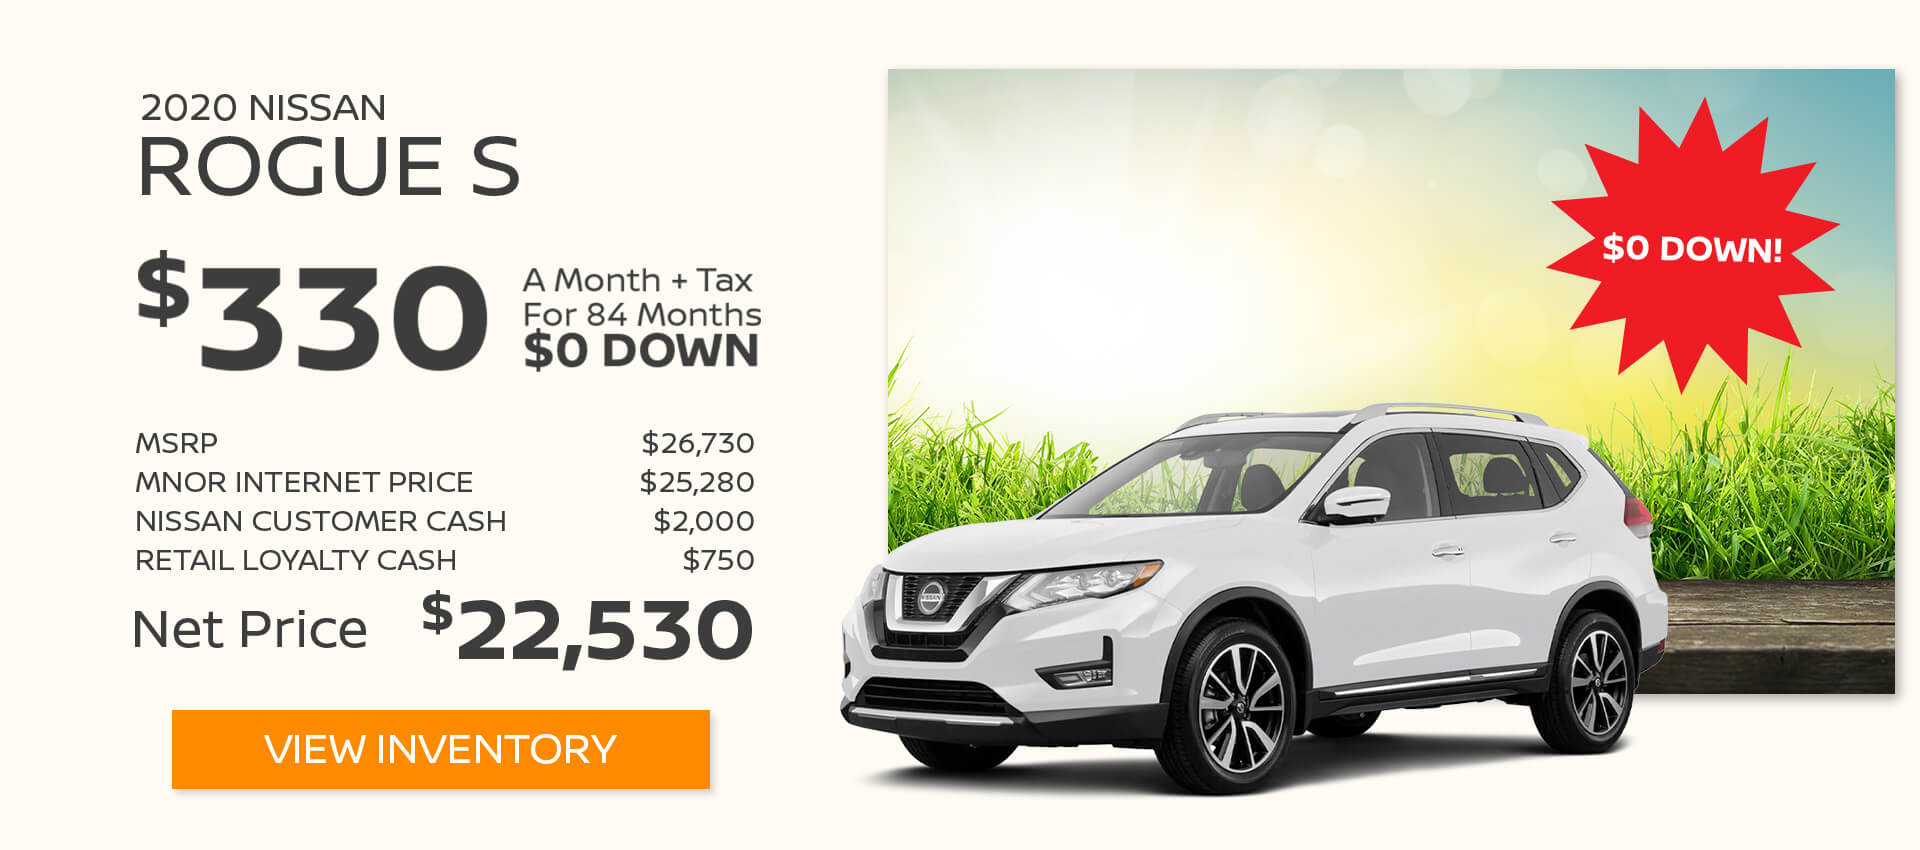 2020 NISSAN
ROGUE S
$330
A Month + Tax
For 84 Months
$0 DOWN
MSRP $26,730
MNOR INTERNET PRICE $25,280
NISSAN CUSTOMER CASH $2,000
RETAIL LOYALTY CASH $750
Net Price $22,530
VIEW INVENTORY
$0 DOWN!
NISSAN